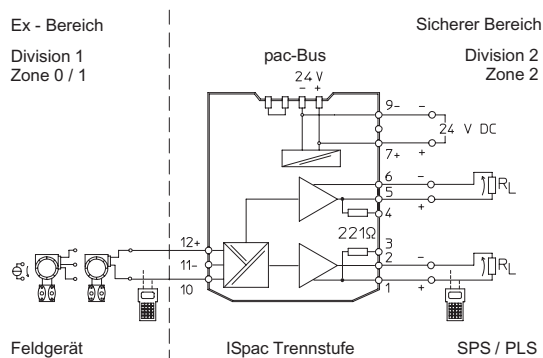 Ex - Bereich
Sicherer Bereich
Division 1
Zone 0 / 1
pac-Bus
Division 2
Zone 2
24 V
- +
9-
-
24 V DC
7+
+
6
-
5
+
RL
4
221Ω
3
12+
2
-
11-
RL
10
1
+
Feldgerät
ISpac Trennstufe
SPS / PLS